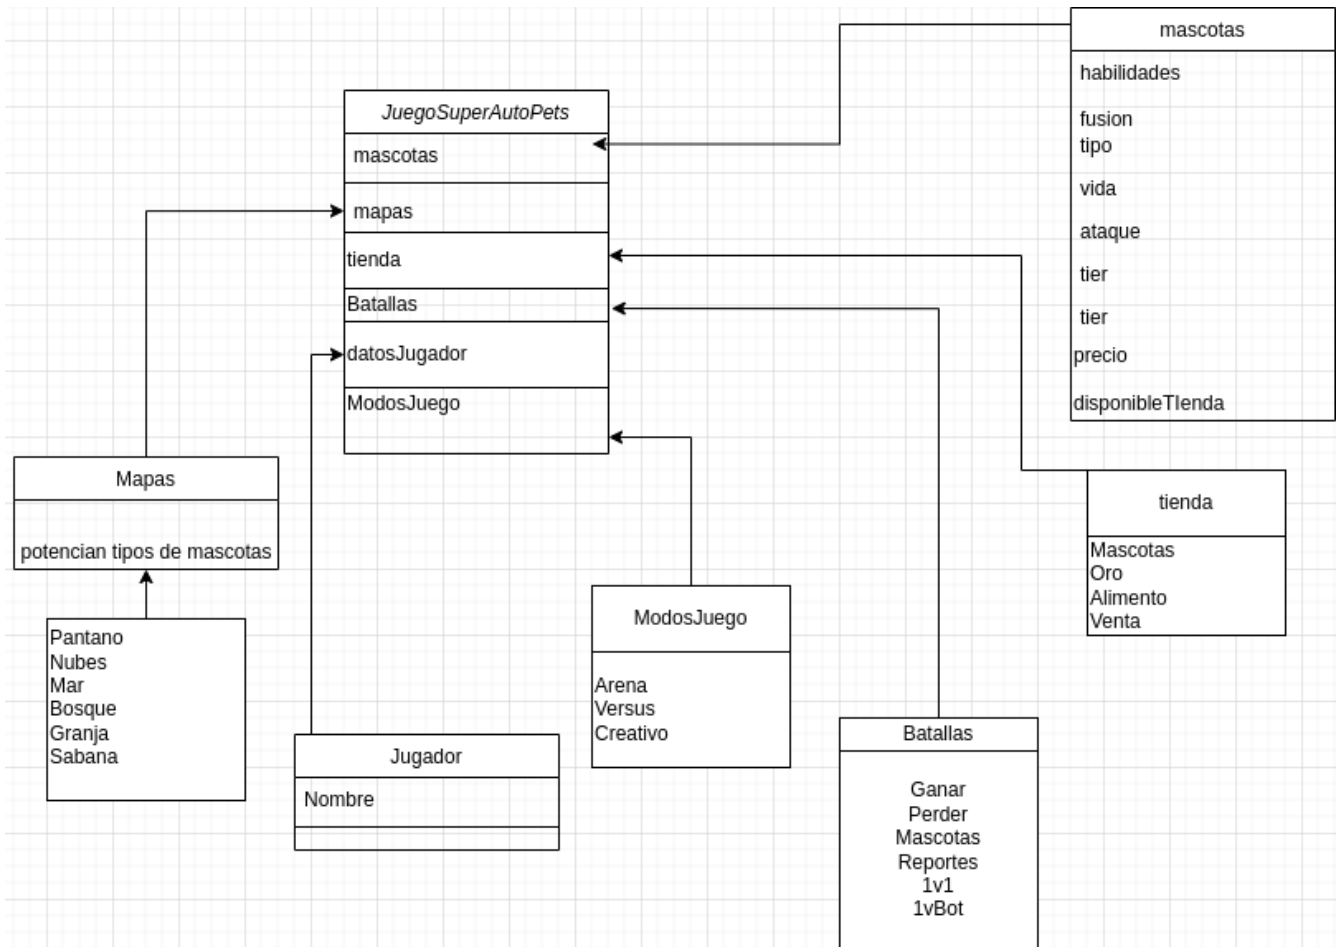 mascotas
habilidades
fusion
tipo
vida
ataque
tier
tier
precio
disponibleTIenda
JuegoSuperAutoPets
mascotas
mapas
tienda
Batallas
datosJugador
ModosJuego
Mapas
potencian tipos de mascotas
Pantano
Nubes
Mar
Bosque
Granja
Sabana
Jugador
Nombre
ModosJuego
Arena
Versus
Creativo
tienda
Mascotas
Oro
Alimento
Venta
Batallas
Ganar
Perder
Mascotas
Reportes
1v1
1vBot